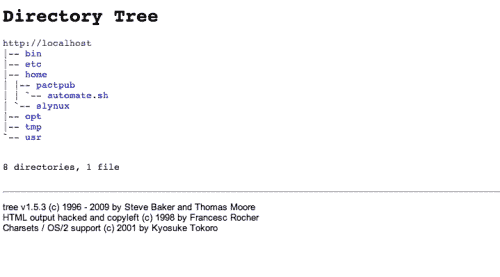 Directory Tree
http://localhost
|-- bin
|-- etc
|-- home
|   |-- pactpub
|   |   `-- automate.sh
|   `-- slynux
|-- opt
|-- tmp
`-- usr
8 directories, 1 file
tree v1.5.3 (c) 1996 - 2009 by Steve Baker and Thomas Moore
HTML output hacked and copyleft (c) 1998 by Francesc Rocher
Charsets / OS/2 support (c) 2001 by Kyosuke Tokoro